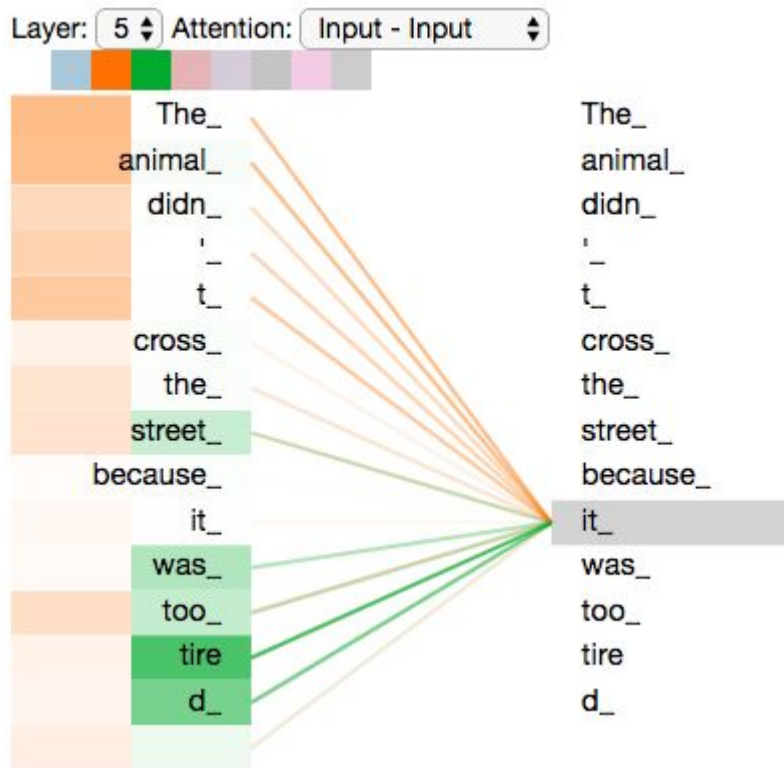 Layer: 5 Attention: Input - Input
The_ The_
animal_ animal_
didn_ didn_
'_ '_
t_ t_
cross_ cross_
the_ the_
street_ street_
because_ because_
it_ it_
was_ was_
too_ too_
tire tire
d_ d_